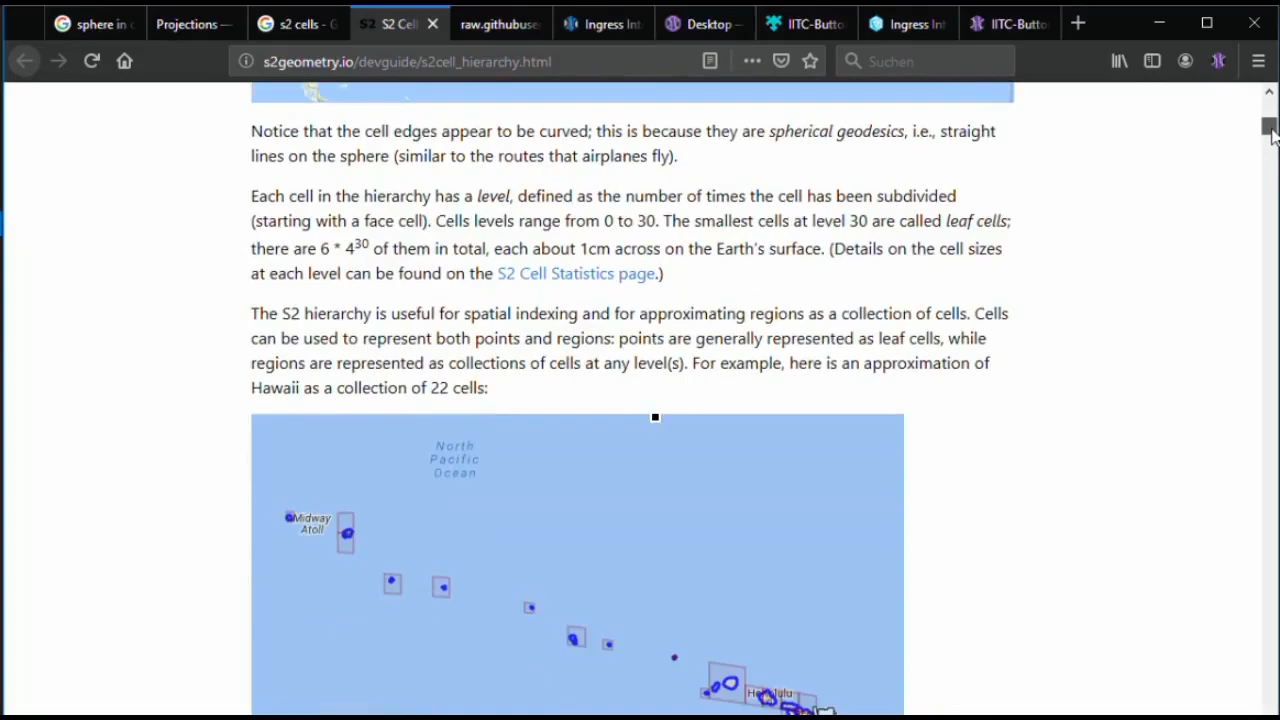 sphere in c
Projections —
s2 cells - G
S2 S2 Cel
raw.githubuse
Ingress Int
Desktop —
IITC-Butto
Ingress Int
IITC-Butto
s2geometry.io/devguide/s2cell_hierarchy.html
Suchen
Notice that the cell edges appear to be curved; this is because they are spherical geodesics, i.e., straight
lines on the sphere (similar to the routes that airplanes fly).
Each cell in the hierarchy has a level, defined as the number of times the cell has been subdivided
(starting with a face cell). Cells levels range from 0 to 30. The smallest cells at level 30 are called leaf cells;
there are 6 * 4³⁰ of them in total, each about 1cm across on the Earth's surface. (Details on the cell sizes
at each level can be found on the S2 Cell Statistics page.)
The S2 hierarchy is useful for spatial indexing and for approximating regions as a collection of cells. Cells
can be used to represent both points and regions: points are generally represented as leaf cells, while
regions are represented as collections of cells at any level(s). For example, here is an approximation of
Hawaii as a collection of 22 cells:
North
Pacific
Ocean
Midway
Atoll
Honolulu